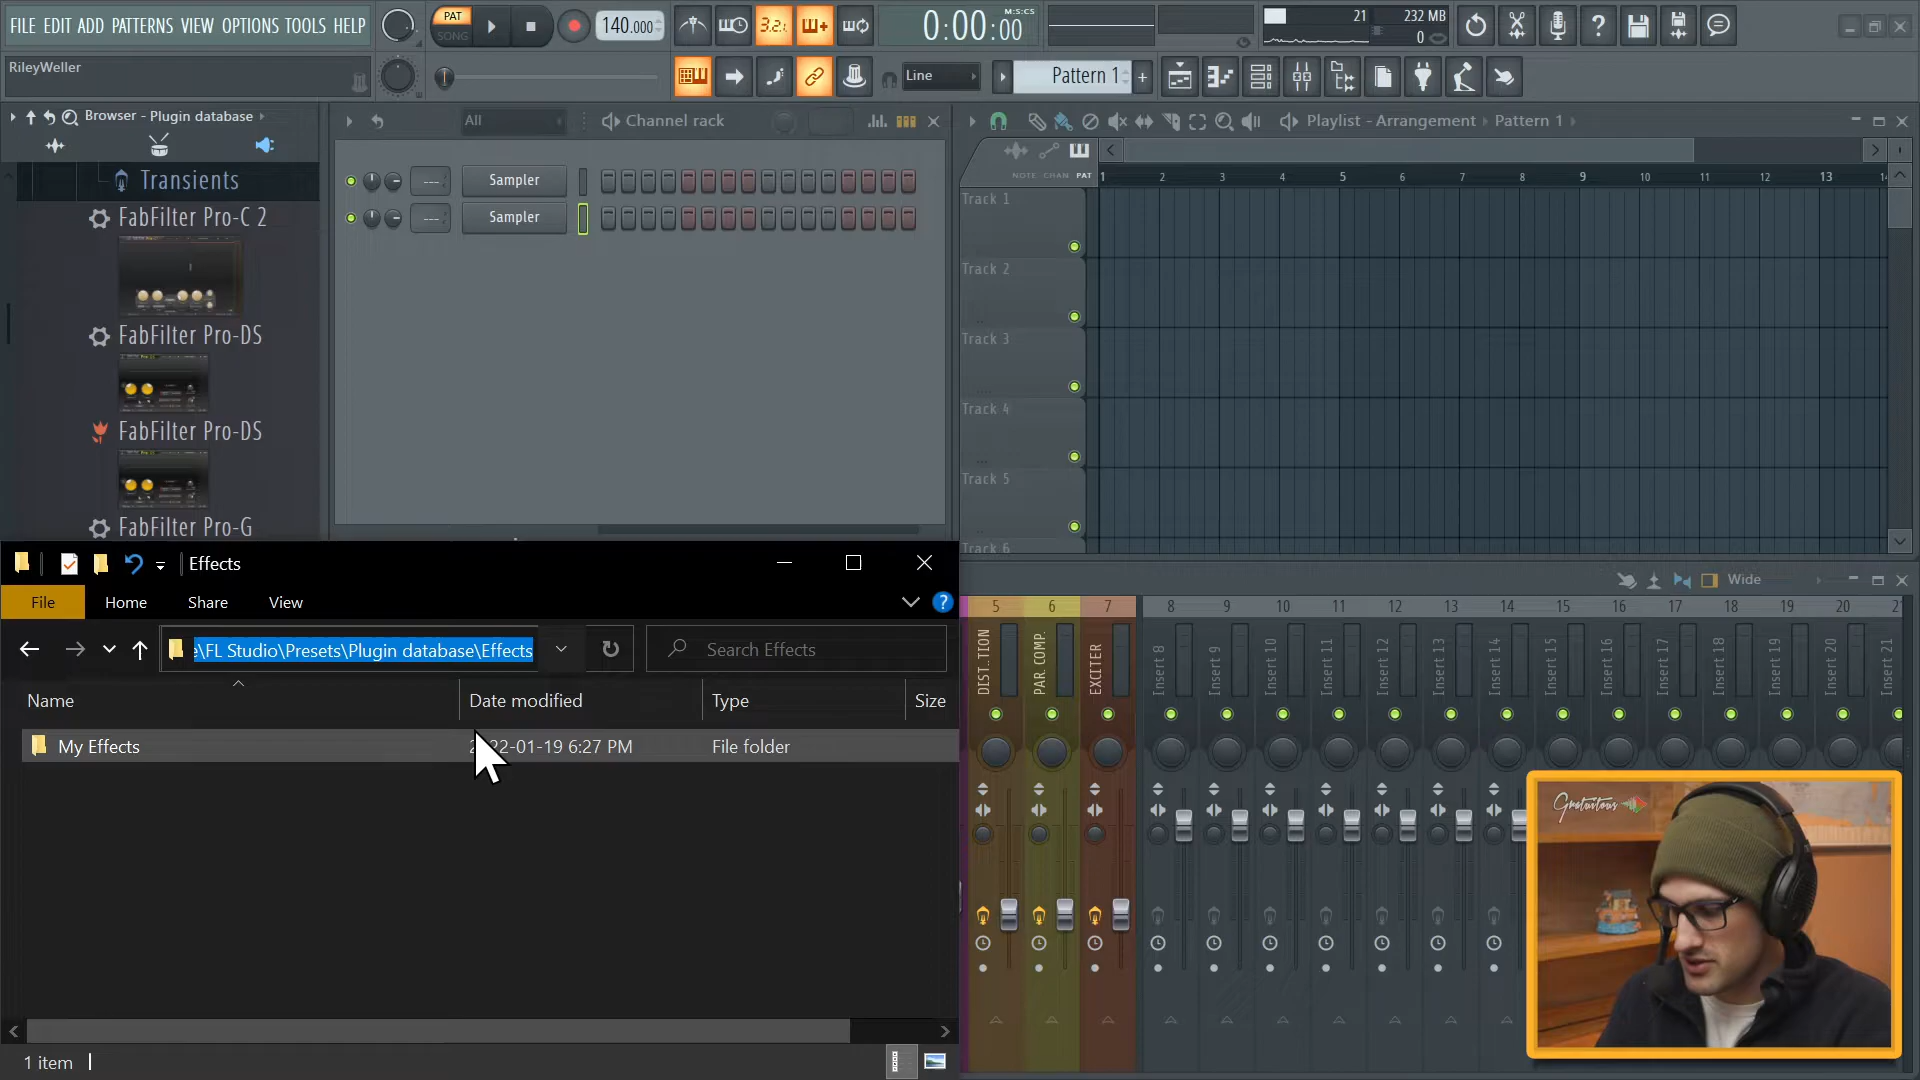 FILE EDIT ADD PATTERNS VIEW OPTIONS TOOLS HELP
PAT
SONG
140.000
3.2.
0:00:00
M:S:CS
21
232 MB
0
RileyWeller
Line
Pattern 1
Browser - Plugin database
All
Channel rack
Playlist - Arrangement
Pattern 1
Transients
FabFilter Pro-C 2
FabFilter Pro-DS
FabFilter Pro-DS
FabFilter Pro-G
Sampler
Sampler
NOTE CHAN PAT
1 2 3 4 5 6 7 8 9 10 11 12 13
Track 1
Track 2
Track 3
Track 4
Track 5
Track 6
Effects
File
Home
Share
View
e\FL Studio\Presets\Plugin database\Effects
Search Effects
Name
Date modified
Type
Size
My Effects
22-01-19 6:27 PM
File folder
1 item
Wide
5 6 7 8 9 10 11 12 13 14 15 16 17 18 19 20
DIST..TION
PAR. COMP.
EXCITER
Insert 8
Insert 9
Insert 10
Insert 11
Insert 12
Insert 13
Insert 14
Insert 15
Insert 16
Insert 17
Insert 18
Insert 19
Insert 20
Insert 21
Gratuitous